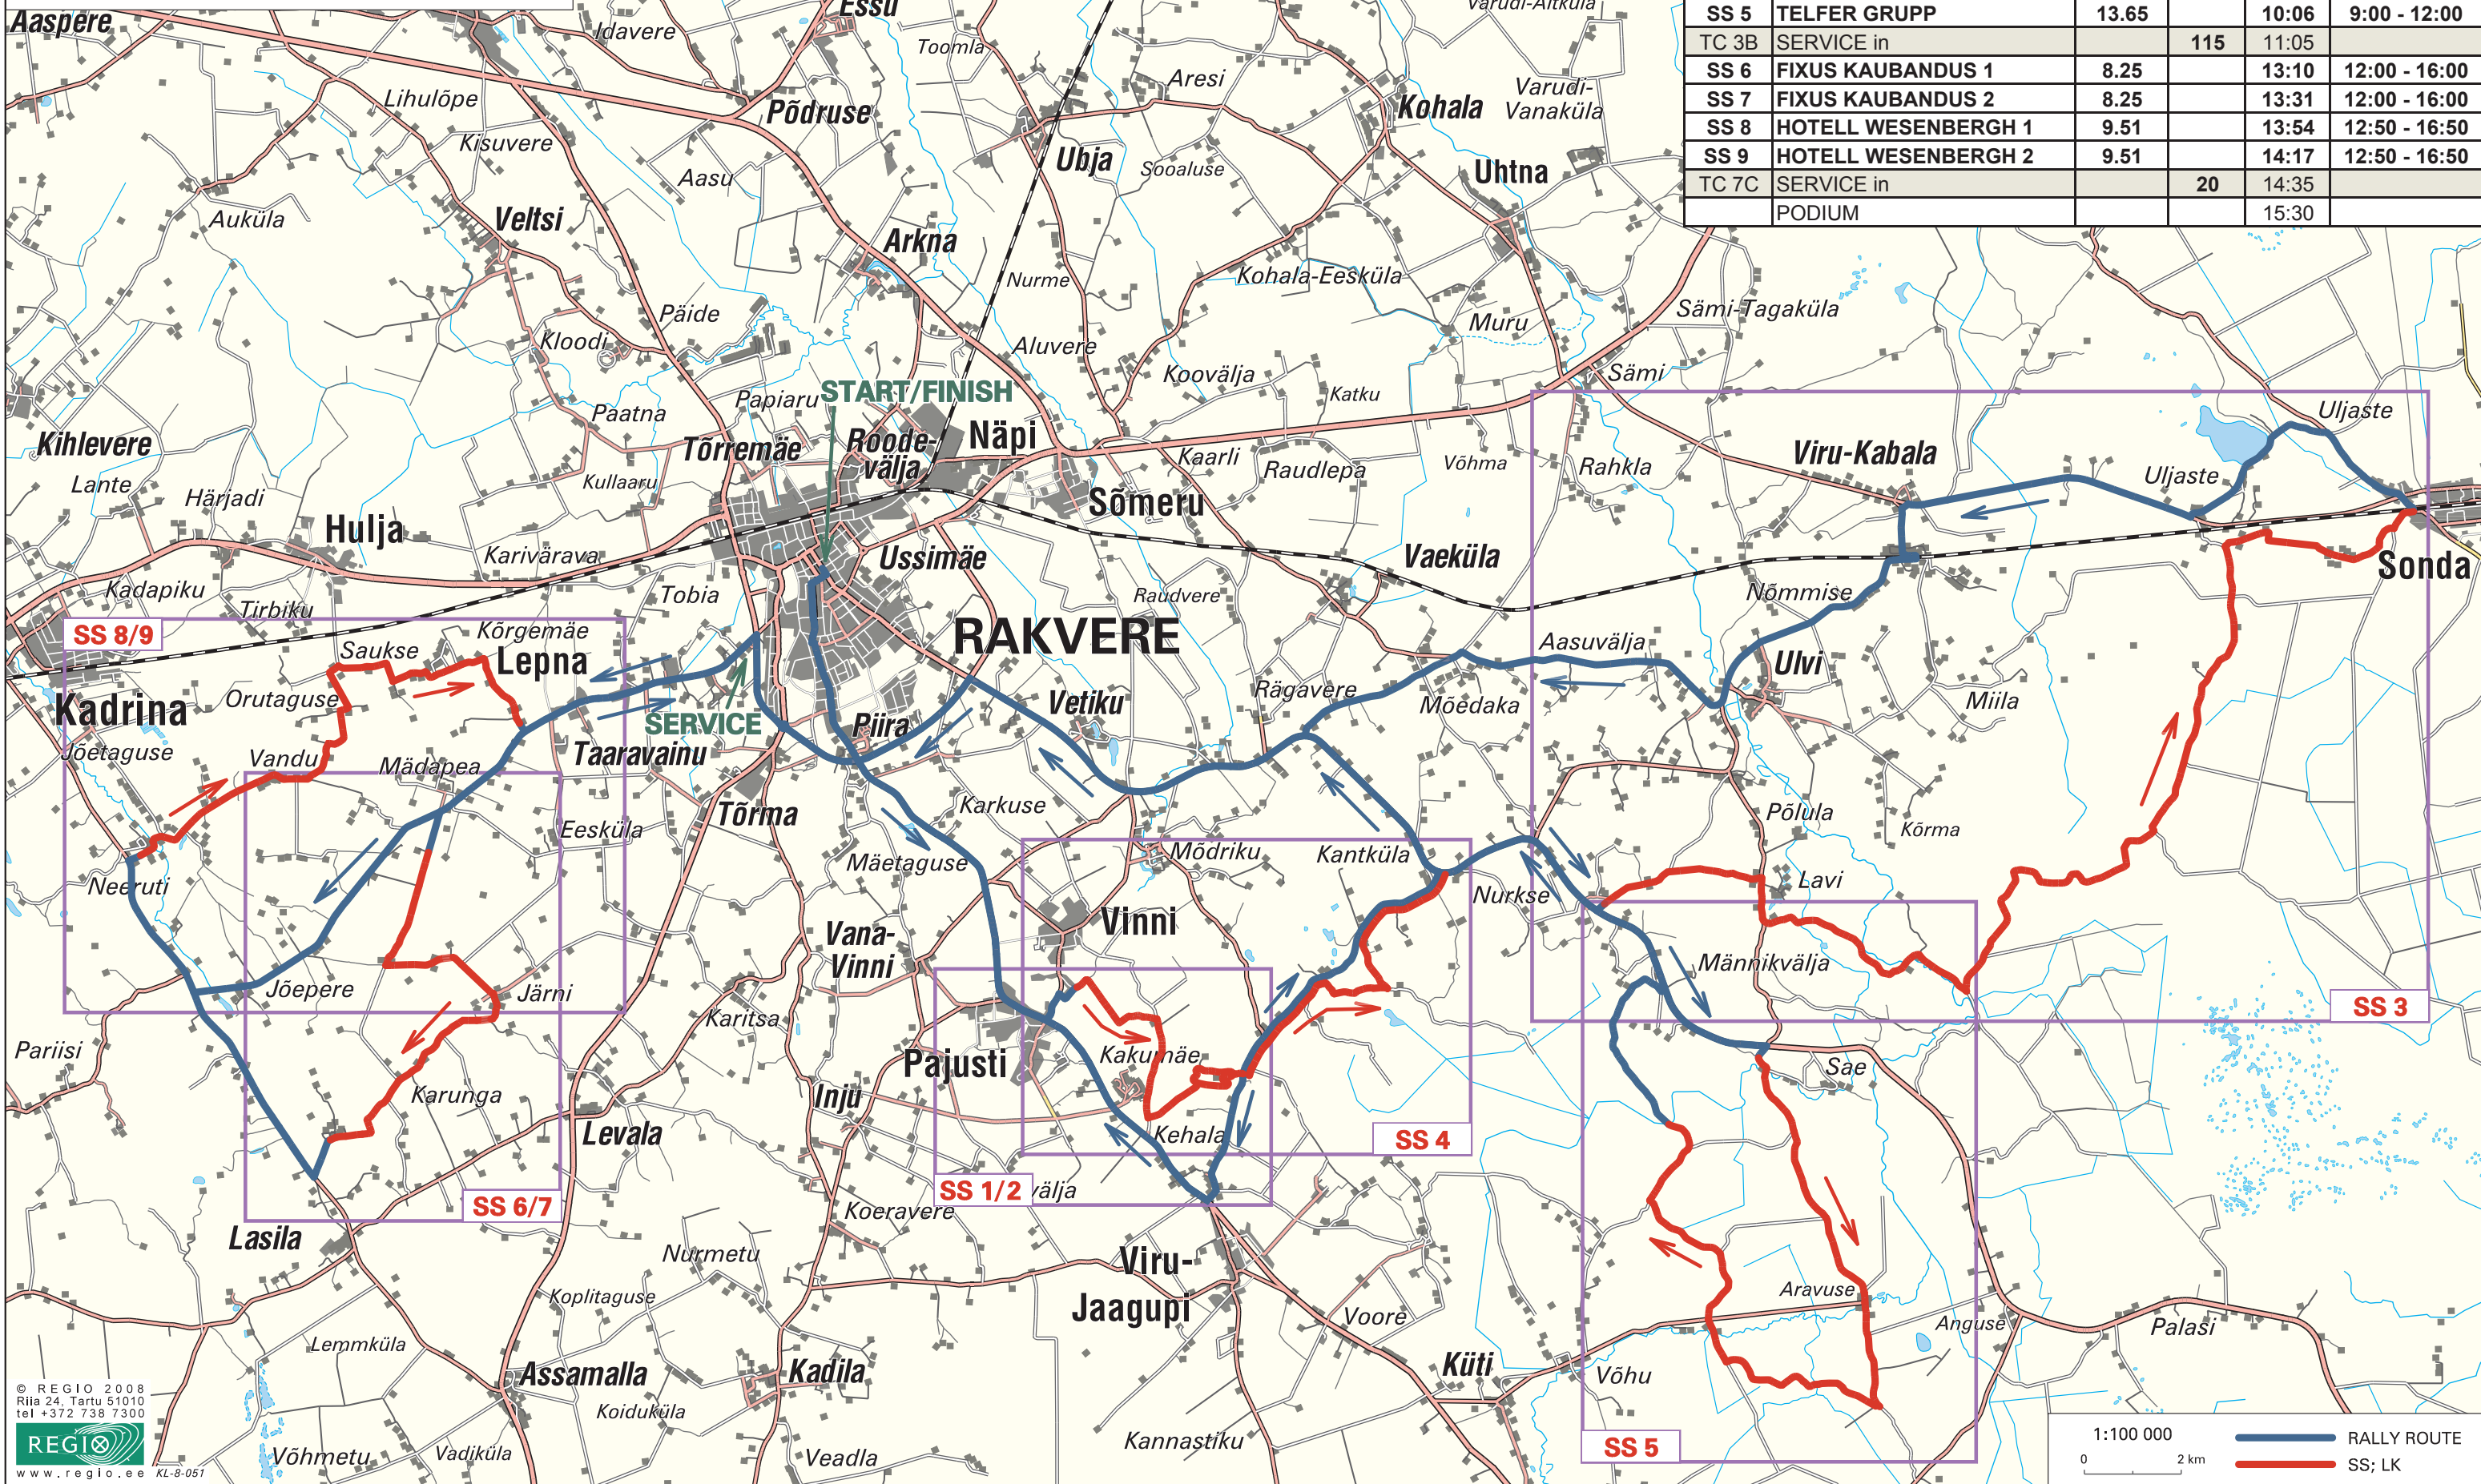 SS 5 TELFER GRUPP 13.65 10:06 9:00 - 12:00
TC 3B SERVICE in 115 11:05
SS 6 FIXUS KAUBANDUS 1 8.25 13:10 12:00 - 16:00
SS 7 FIXUS KAUBANDUS 2 8.25 13:31 12:00 - 16:00
SS 8 HOTELL WESENBERGH 1 9.51 13:54 12:50 - 16:50
SS 9 HOTELL WESENBERGH 2 9.51 14:17 12:50 - 16:50
TC 7C SERVICE in 20 14:35
PODIUM 15:30
Aaspere
Idavere
Essu
Toomla
Varudi-Altküla
Lihulõpe
Põdruse
Aresi
Kohala
Varudi-
Vanaküla
Kisuvere
Aasu
Ubja
Sooaluse
Uhtna
Auküla
Veltsi
Arkna
Nurme
Kohala-Eesküla
Päide
Kloodi
Aluvere
Muru
Sämi-Tagaküla
Koovälja
Katku
Sämi
Papiaru
START/FINISH
Paatna
Kihlevere
Tõrremäe
Roode-
välja
Näpi
Kaarli
Raudlepa
Võhma
Rahkla
Viru-Kabala
Uljaste
Uljaste
Lante
Härjadi
Kullaaru
Sõmeru
Hulja
Karivärava
Ussimäe
Vaeküla
Sonda
Kadapiku
Tirbiku
Tobia
Raudvere
Nõmmise
SS 8/9
Kõrgemäe
Saukse
Lepna
RAKVERE
Aasuvälja
Ulvi
Kadrina
Orutaguse
SERVICE
Piira
Vetiku
Rägavere
Mõedaka
Miila
Jõetaguse
Vandu
Mädapea
Taaravainu
Tõrma
Karkuse
Põlula
Kõrma
Eesküla
Mäetaguse
Mõdriku
Kantküla
Neeruti
Nurkse
Lavi
Vinni
Vana-
Vinni
Männikvälja
Jõepere
Järni
SS 3
Karitsa
Pariisi
Pajusti
Kakumäe
Sae
Karunga
Inju
Levala
Kehala
SS 4
SS 6/7
SS 1/2
välja
Koeravere
Lasila
Nurmetu
Viru-
Jaagupi
Koplitaguse
Aravuse
Voore
Anguse
Palasi
Lemmküla
Assamalla
Kadila
Küti
Võhu
Koiduküla
Võhmetu
Vadiküla
Veadla
Kannastiku
SS 5
© REGIO 2008
Riia 24, Tartu 51010
tel +372 738 7300
REGIO
www.regio.ee KL-8-051
1:100 000
0 2 km
RALLY ROUTE
SS; LK